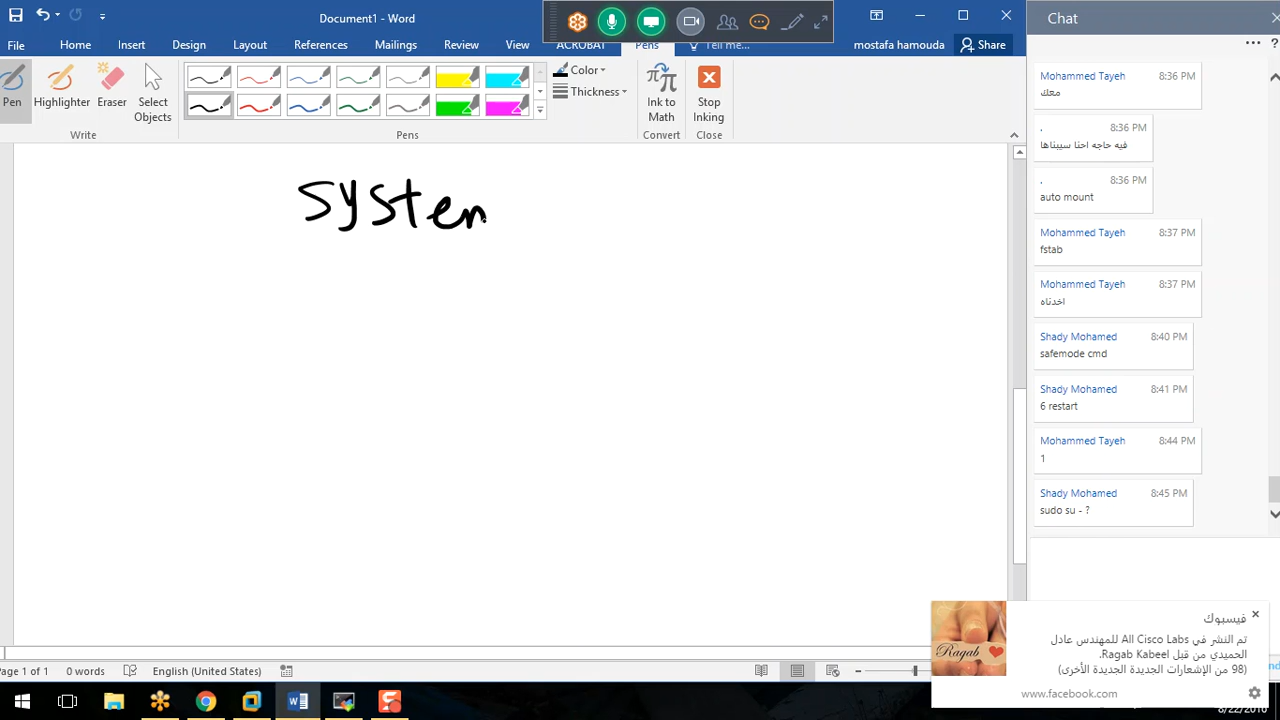 Document1 - Word
File Home Insert Design Layout References Mailings Review View ACROBAT Pens Tell me... mostafa hamouda Share
Pen Highlighter Eraser Select Objects
Color
Thickness
Ink to Math
Stop Inking
Write Pens Convert Close
System
Chat
Mohammed Tayeh 8:36 PM
معك
. 8:36 PM
فيه حاجه احنا سيبناها
. 8:36 PM
auto mount
Mohammed Tayeh 8:37 PM
fstab
Mohammed Tayeh 8:37 PM
اخدناه
Shady Mohamed 8:40 PM
safemode cmd
Shady Mohamed 8:41 PM
6 restart
Mohammed Tayeh 8:44 PM
1
Shady Mohamed 8:45 PM
sudo su - ?
فيسبوك
تم النشر في All Cisco Labs للمهندس عادل
الحميدي من قبل Ragab Kabeel.
(98 من الإشعارات الجديدة الجديدة الأخرى)
www.facebook.com
Ragab
Page 1 of 1 0 words English (United States)
8/22/2016